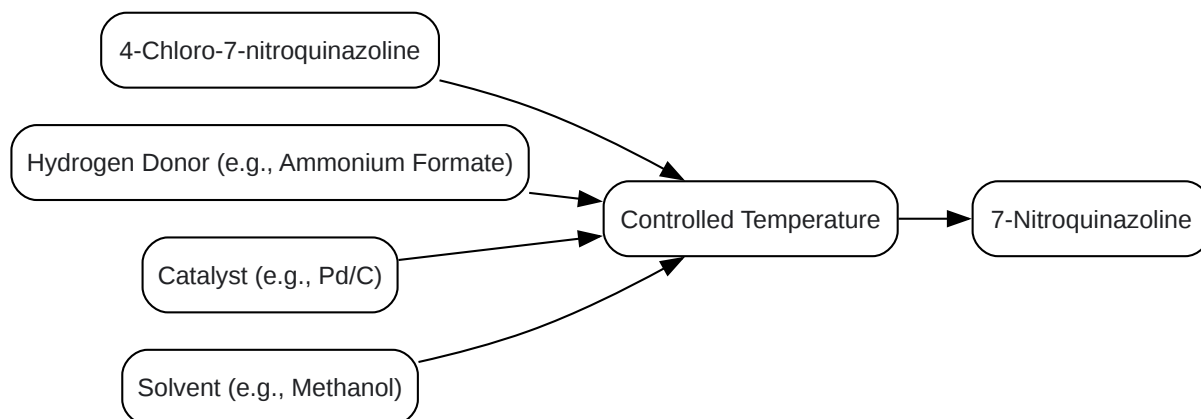 4-Chloro-7-nitroquinazoline
Hydrogen Donor (e.g., Ammonium Formate)
Controlled Temperature
7-Nitroquinazoline
Catalyst (e.g., Pd/C)
Solvent (e.g., Methanol)